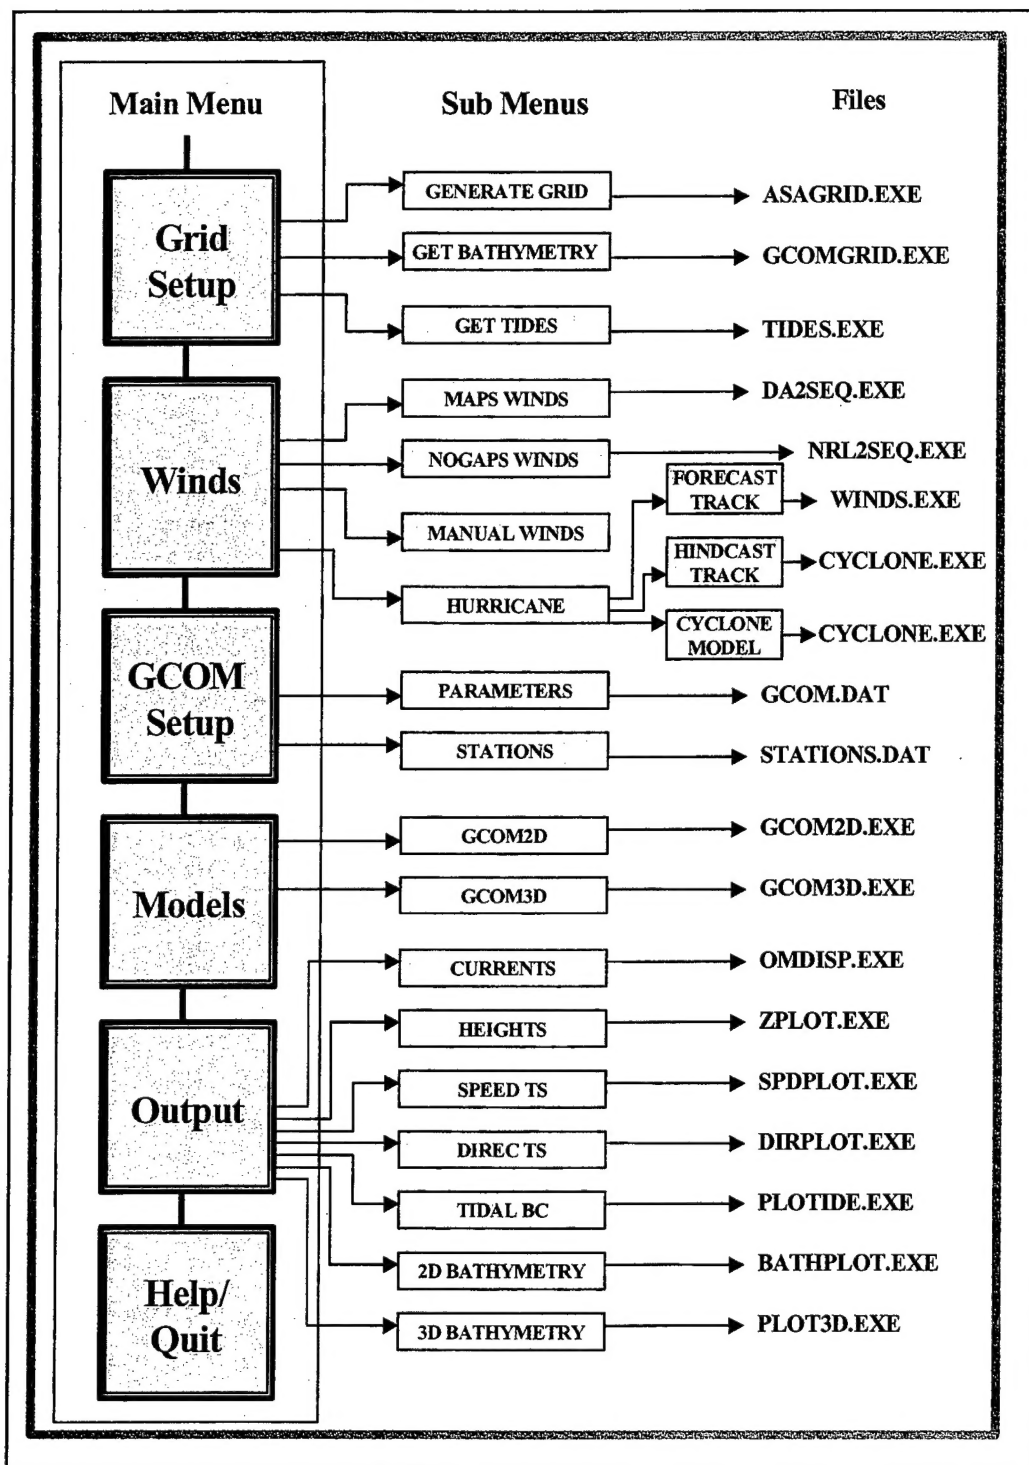 Main Menu
Sub Menus
Files
Grid
Setup
GENERATE GRID
ASAGRID.EXE
GET BATHYMETRY
GCOMGRID.EXE
GET TIDES
TIDES.EXE
Winds
MAPS WINDS
DA2SEQ.EXE
NOGAPS WINDS
NRL2SEQ.EXE
MANUAL WINDS
HURRICANE
FORECAST
TRACK
WINDS.EXE
HINDCAST
TRACK
CYCLONE.EXE
CYCLONE
MODEL
CYCLONE.EXE
GCOM
Setup
PARAMETERS
GCOM.DAT
STATIONS
STATIONS.DAT
Models
GCOM2D
GCOM2D.EXE
GCOM3D
GCOM3D.EXE
Output
CURRENTS
OMDISP.EXE
HEIGHTS
ZPLOT.EXE
SPEED TS
SPDPLOT.EXE
DIREC TS
DIRPLOT.EXE
TIDAL BC
PLOTIDE.EXE
2D BATHYMETRY
BATHPLOT.EXE
3D BATHYMETRY
PLOT3D.EXE
Help/
Quit